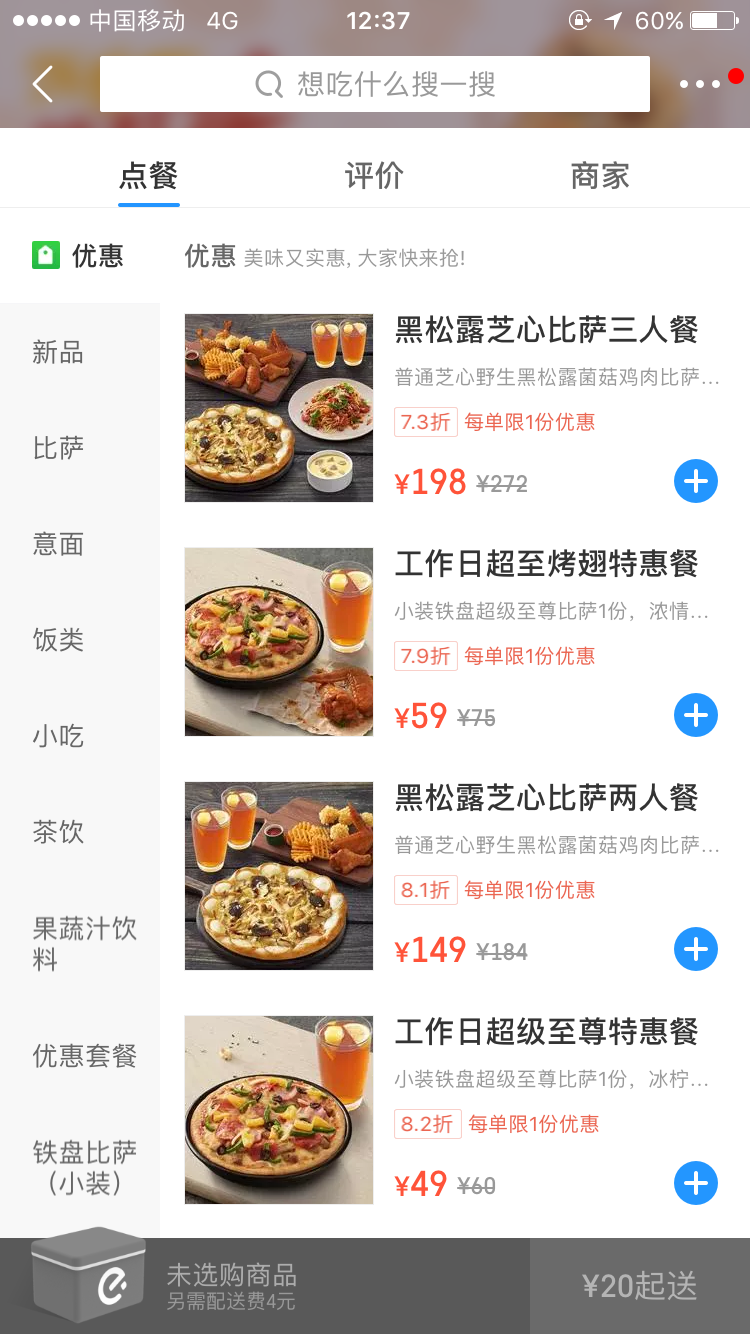 中国移动 4G 12:37 60%
想吃什么搜一搜
点餐 评价 商家
优惠
新品
比萨
意面
饭类
小吃
茶饮
果蔬汁饮
料
优惠套餐
铁盘比萨
（小装）
优惠 美味又实惠, 大家快来抢!
黑松露芝心比萨三人餐
普通芝心野生黑松露菌菇鸡肉比萨...
7.3折 每单限1份优惠
¥198 ¥272
工作日超至烤翅特惠餐
小装铁盘超级至尊比萨1份，浓情...
7.9折 每单限1份优惠
¥59 ¥75
黑松露芝心比萨两人餐
普通芝心野生黑松露菌菇鸡肉比萨...
8.1折 每单限1份优惠
¥149 ¥184
工作日超级至尊特惠餐
小装铁盘超级至尊比萨1份，冰柠...
8.2折 每单限1份优惠
¥49 ¥60
未选购商品
另需配送费4元
¥20起送